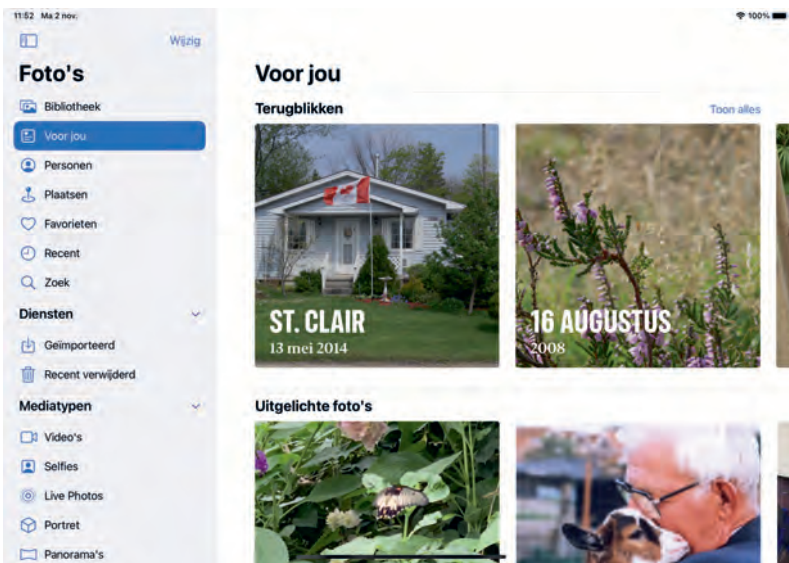 11:52 Ma 2 nov.
100%
Wijzig
Foto's
Bibliotheek
Voor jou
Personen
Plaatsen
Favorieten
Recent
Zoek
Diensten
Geïmporteerd
Recent verwijderd
Mediatypen
Video's
Selfies
Live Photos
Portret
Panorama's
Voor jou
Terugblikken
Toon alles
ST. CLAIR
13 mei 2014
16 AUGUSTUS
2008
Uitgelichte foto's